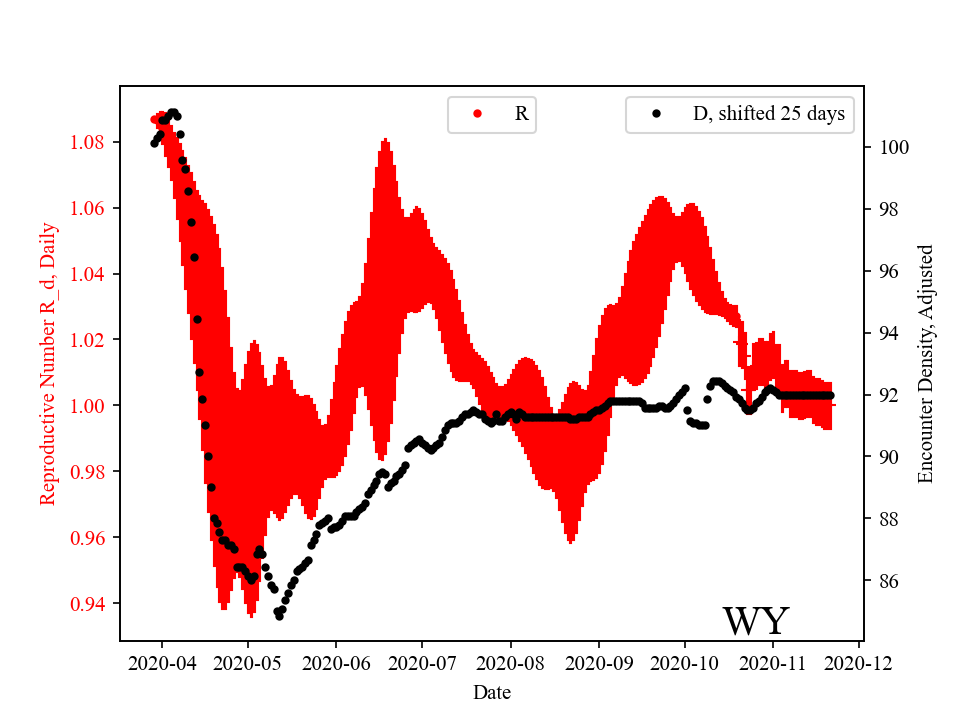 R
D, shifted 25 days
1.08
1.06
1.04
1.02
1.00
0.98
0.96
0.94
Reproductive Number R_d, Daily
100
98
96
94
92
90
88
86
Encounter Density, Adjusted
WY
2020-04 2020-05 2020-06 2020-07 2020-08 2020-09 2020-10 2020-11 2020-12
Date